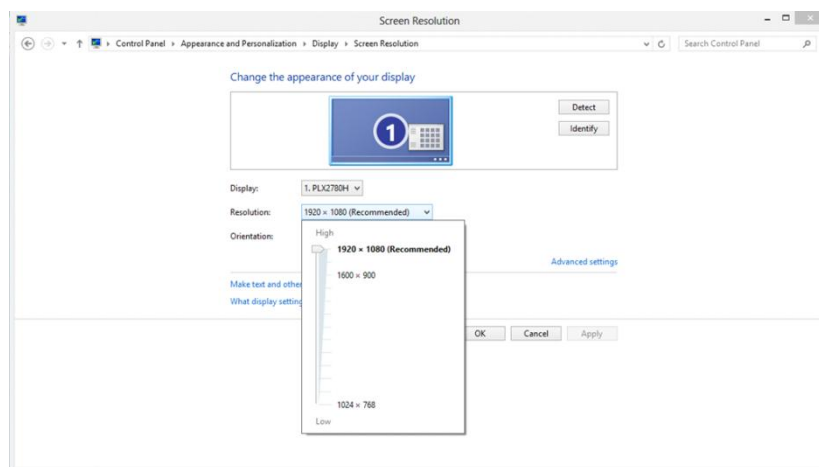 Screen Resolution
Control Panel Appearance and Personalization Display Screen Resolution
Search Control Panel
Change the appearance of your display
1
Detect
Identify
Display: 1. PLX2780H
Resolution: 1920 × 1080 (Recommended)
Orientation:
High
1920 × 1080 (Recommended)
1600 × 900
1024 × 768
Low
Advanced settings
Make text and other
What display setting
OK Cancel Apply